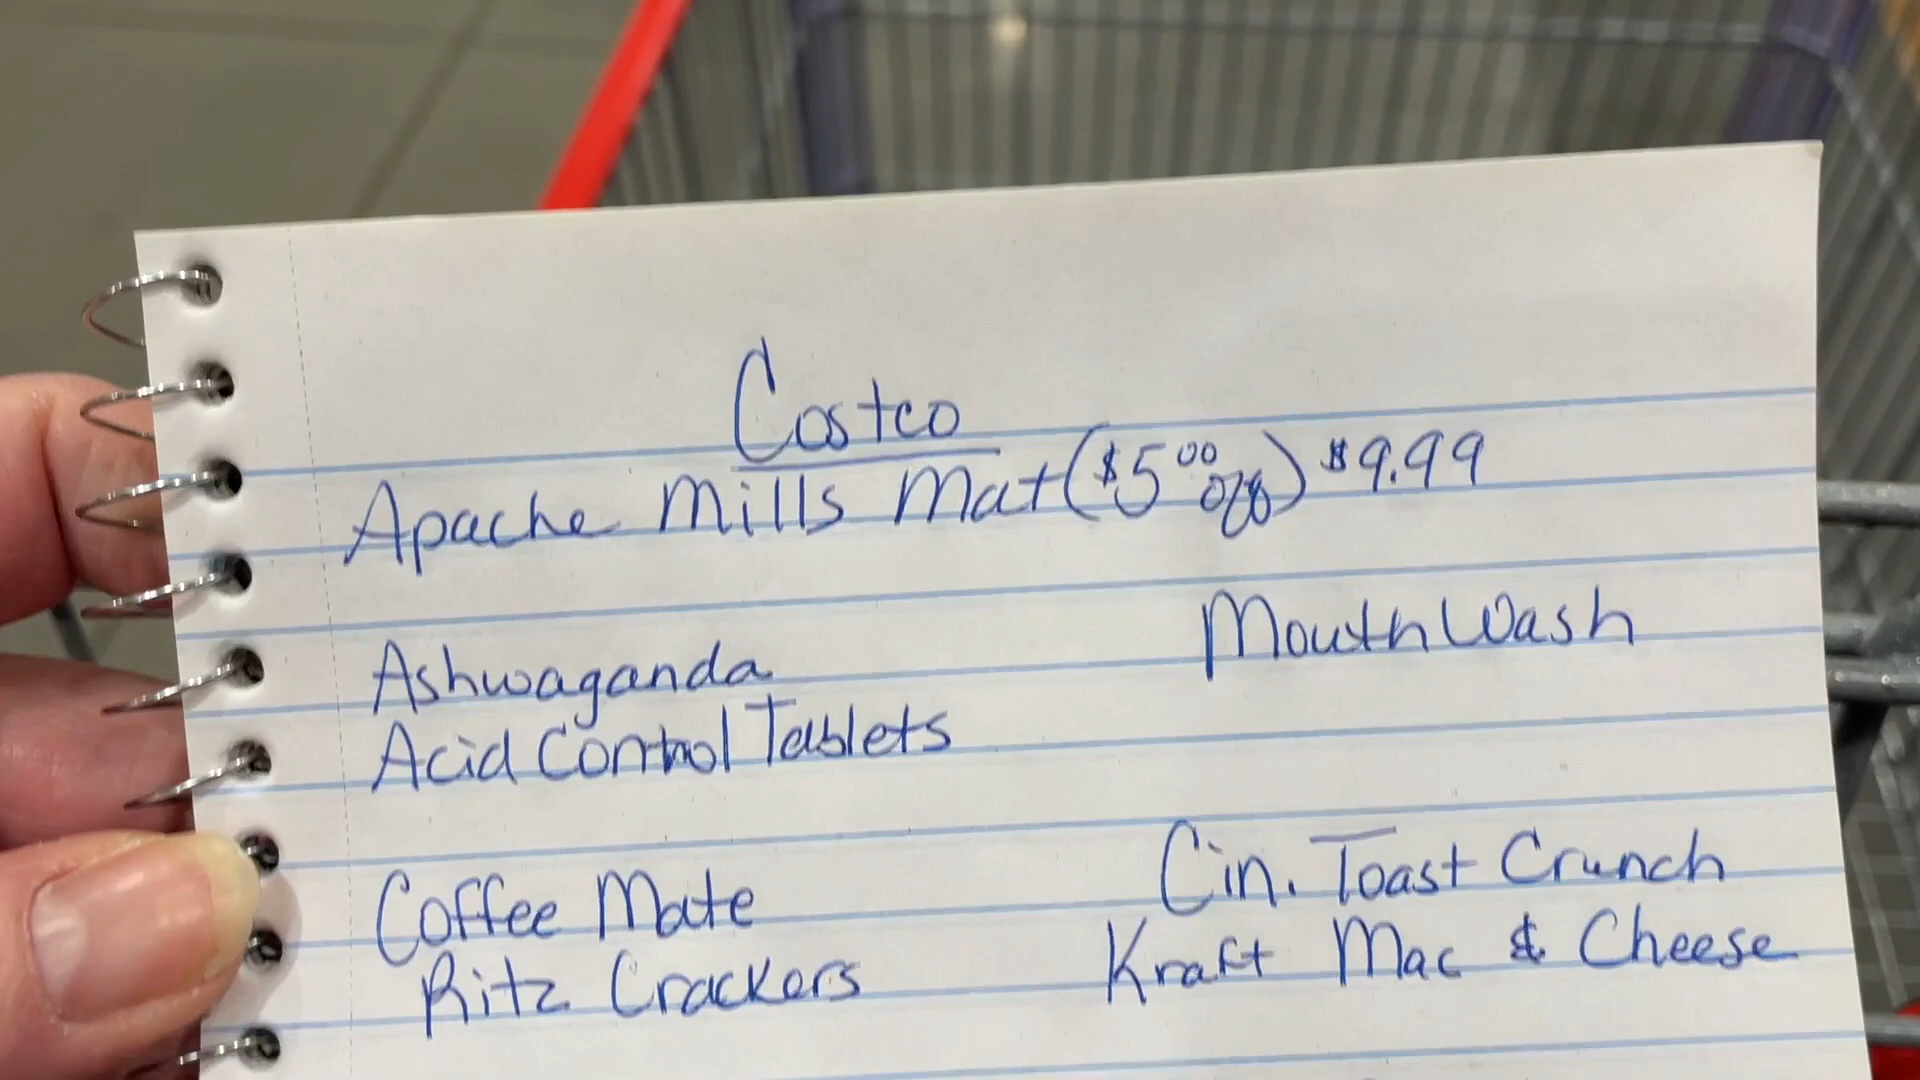 Costco
Apache Mills Mat ($5.00 off) $9.99
Mouth Wash
Ashwaganda
Acid Control Tablets
Coffee Mate
Cin. Toast Crunch
Ritz Crackers
Kraft Mac & Cheese